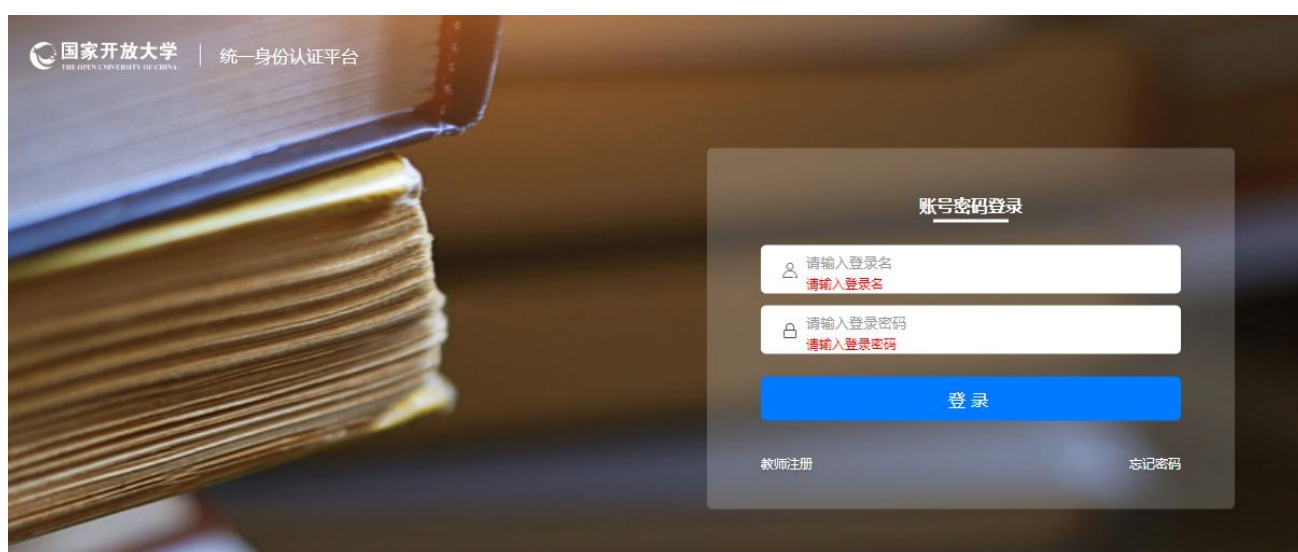 国家开放大学
THE OPEN UNIVERSITY OF CHINA
统一身份认证平台
账号密码登录
请输入登录名
请输入登录名
请输入登录密码
请输入登录密码
登 录
教师注册 忘记密码